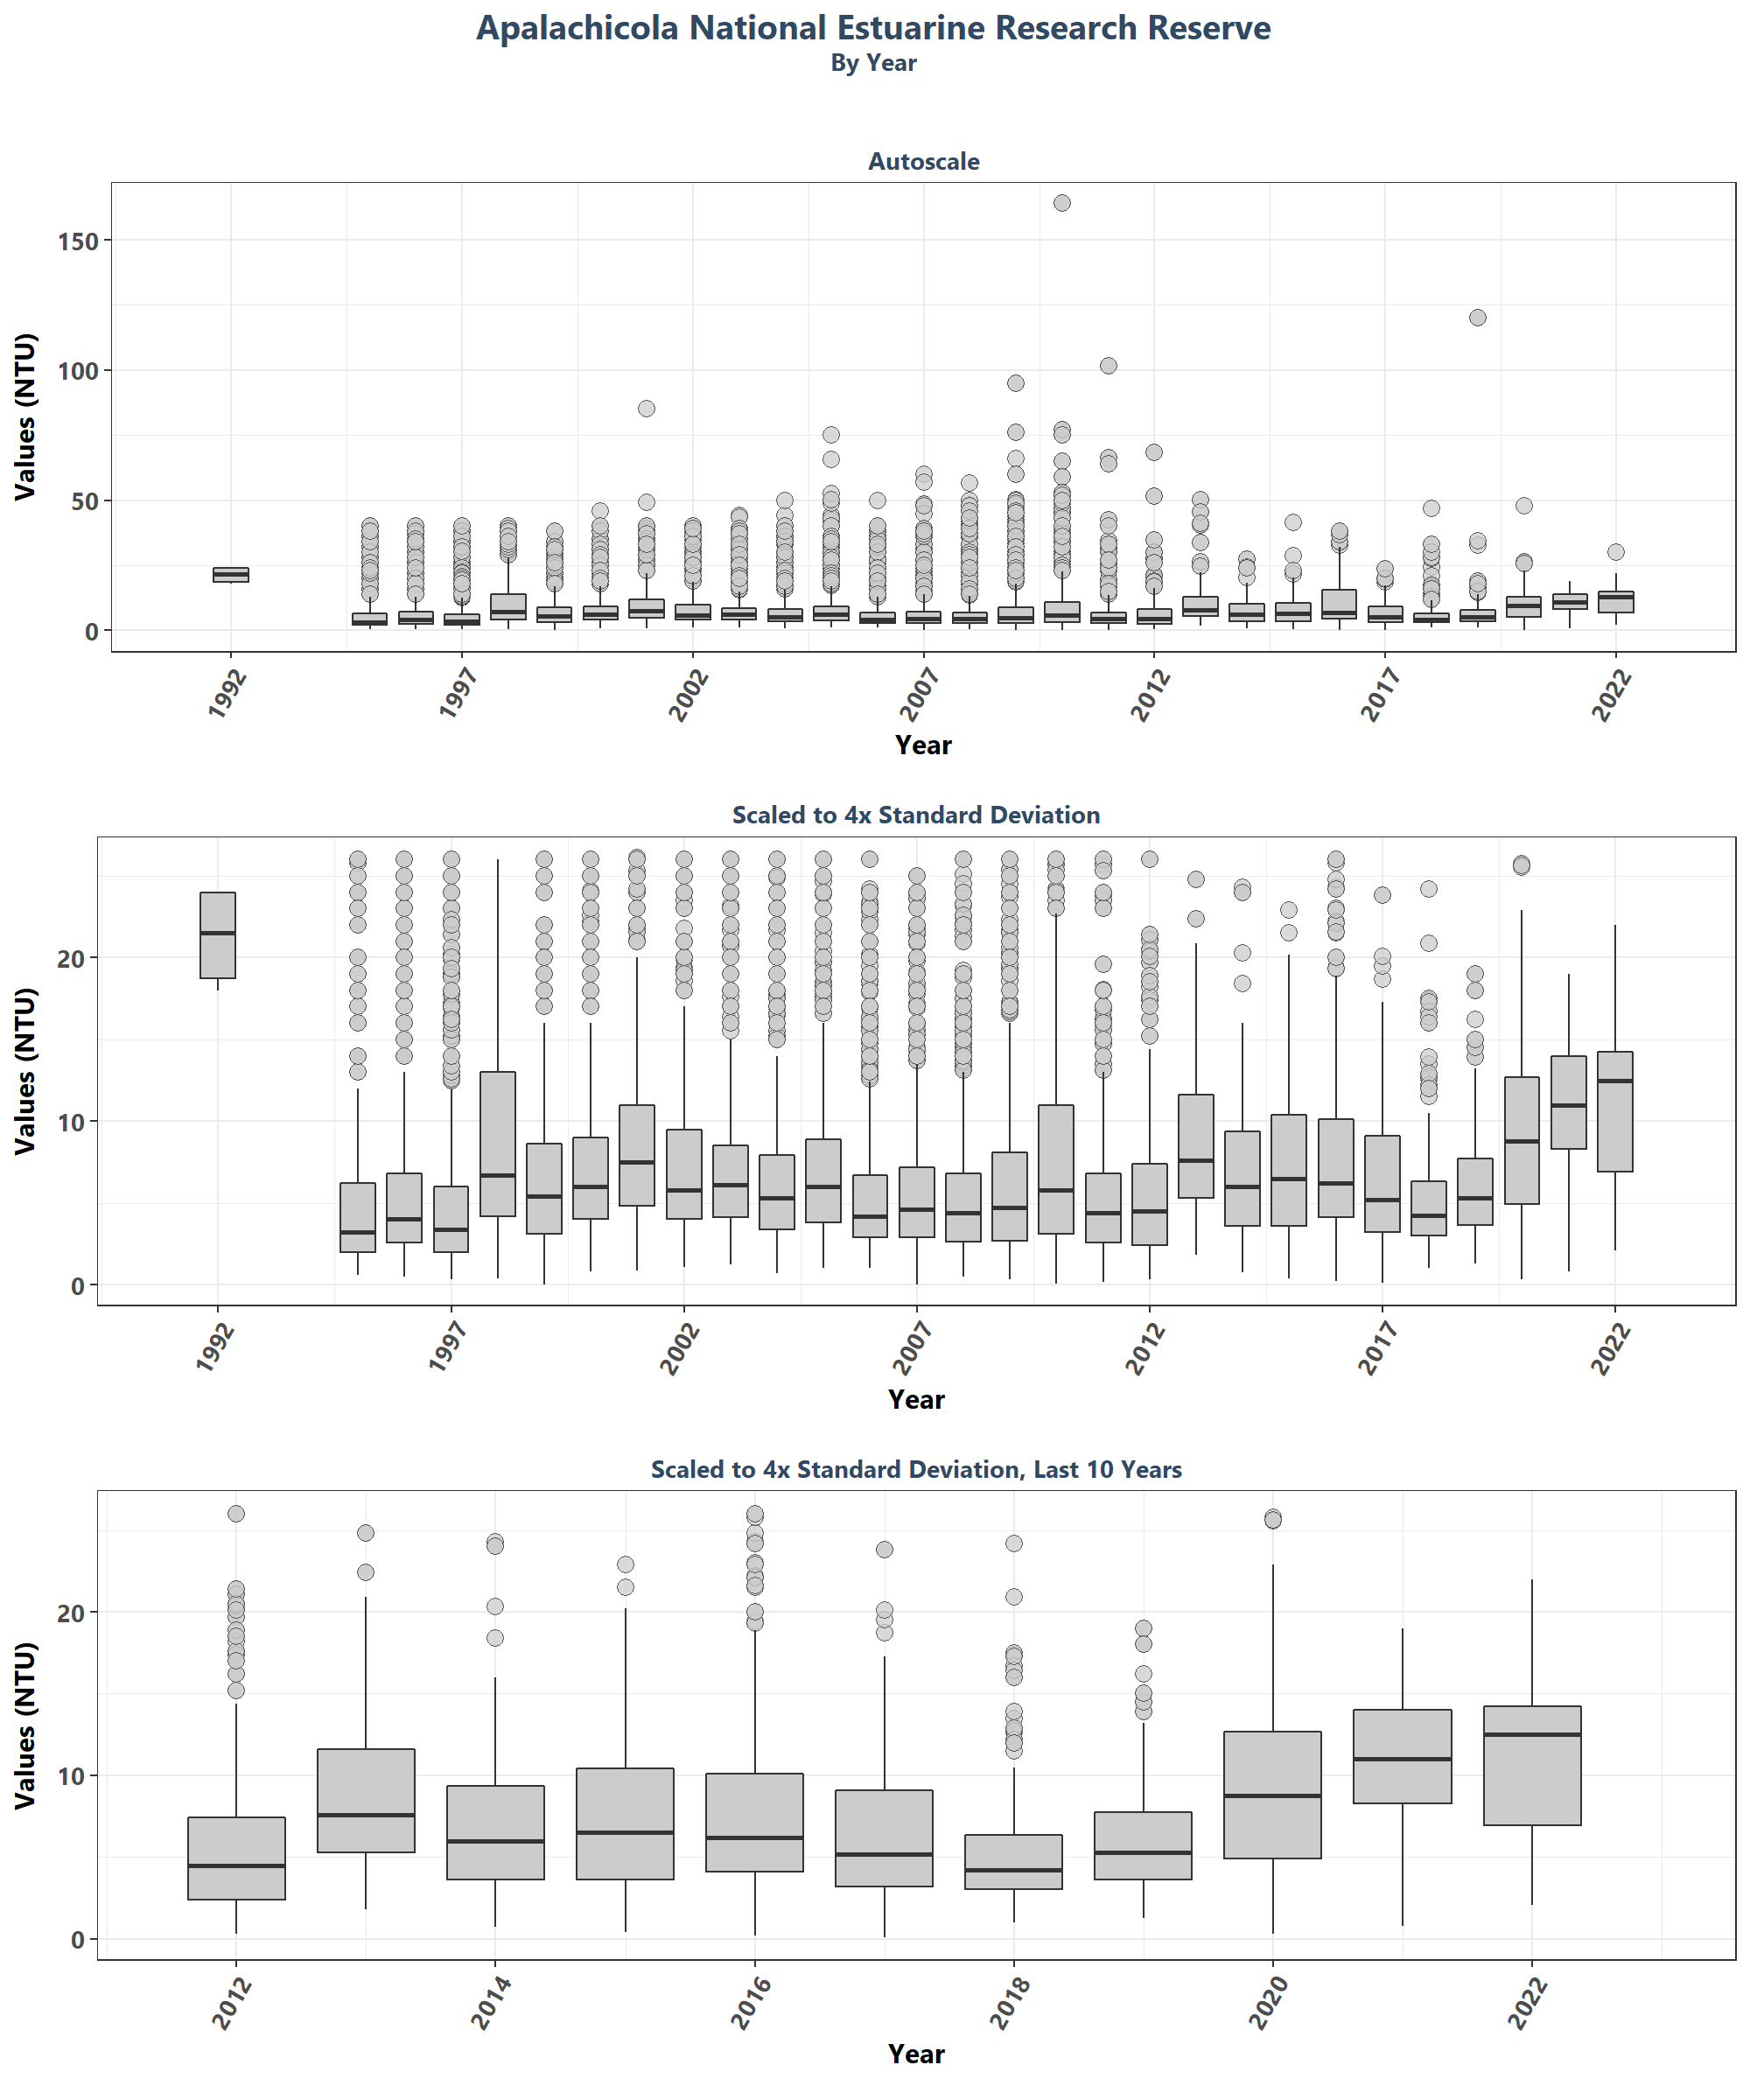 Apalachicola National Estuarine Research Reserve
By Year
Autoscale
Values (NTU)
150
100
50
0
1992 1997 2002 2007 2012 2017 2022
Year
Scaled to 4x Standard Deviation
Values (NTU)
20
10
0
1992 1997 2002 2007 2012 2017 2022
Year
Scaled to 4x Standard Deviation, Last 10 Years
Values (NTU)
20
10
0
2012 2014 2016 2018 2020 2022
Year